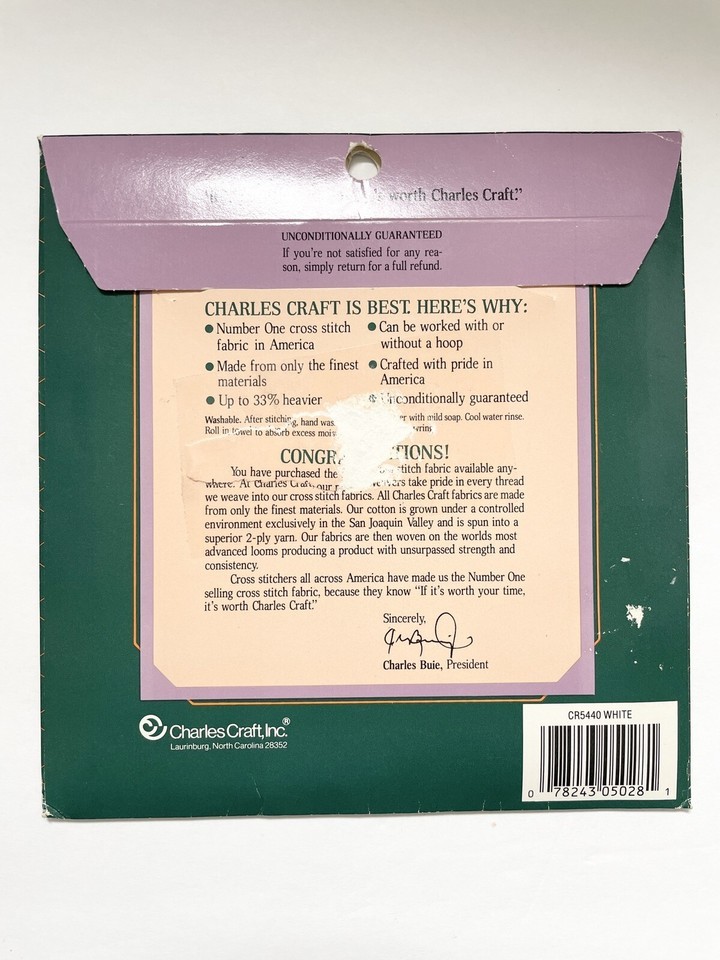 worth Charles Craft."
UNCONDITIONALLY GUARANTEED
If you're not satisfied for any rea-
son, simply return for a full refund.
CHARLES CRAFT IS BEST. HERE'S WHY:
• Number One cross stitch
fabric in America
• Made from only the finest
materials
• Up to 33% heavier
• Can be worked with or
without a hoop
• Crafted with pride in
America
• Unconditionally guaranteed
Washable. After stitching, hand was with mild soap. Cool water rinse.
Roll in towel to absorb excess
CONGRA TIONS!
You have purchased the stitch fabric available any-
where. At Charles Craft, our take pride in every thread
we weave into our cross stitch fabrics. All Charles Craft fabrics are made
from only the finest materials. Our cotton is grown under a controlled
environment exclusively in the San Joaquin Valley and is spun into a
superior 2-ply yarn. Our fabrics are then woven on the worlds most
advanced looms producing a product with unsurpassed strength and
consistency.
Cross stitchers all across America have made us the Number One
selling cross stitch fabric, because they know "If it's worth your time,
it's worth Charles Craft."
Sincerely,
Charles Buie, President
Charles Craft, Inc.®
Laurinburg, North Carolina 28352
CR5440 WHITE
0 78243 05028 1